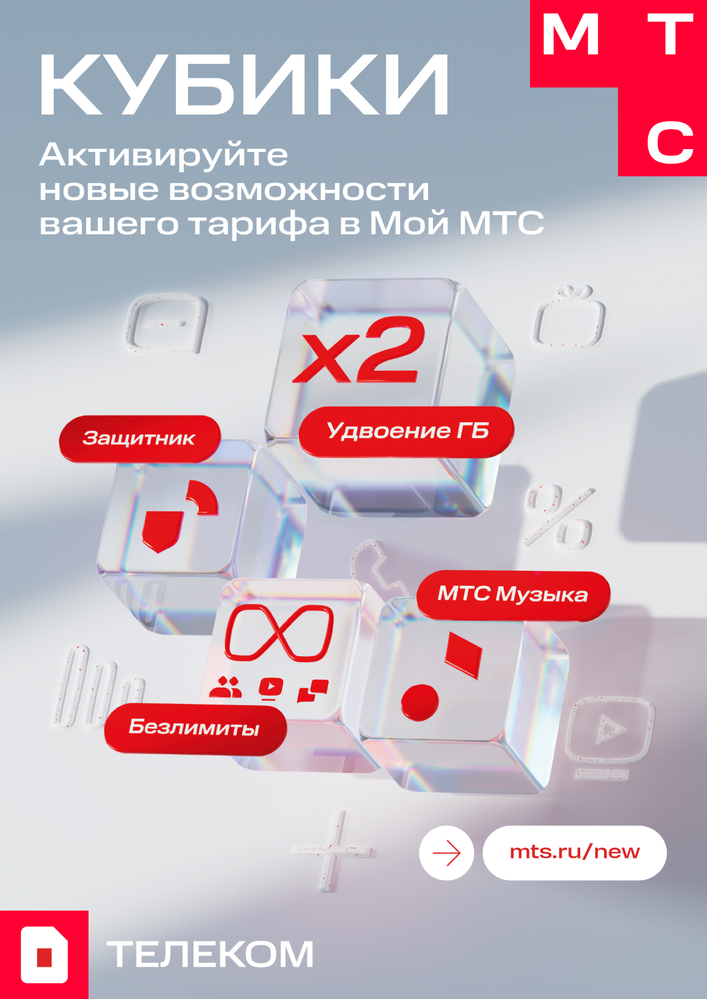 МТС
КУБИКИ
Активируйте
новые возможности
вашего тарифа в Мой МТС
x2
Удвоение ГБ
Защитник
МТС Музыка
Безлимиты
mts.ru/new
ТЕЛЕКОМ